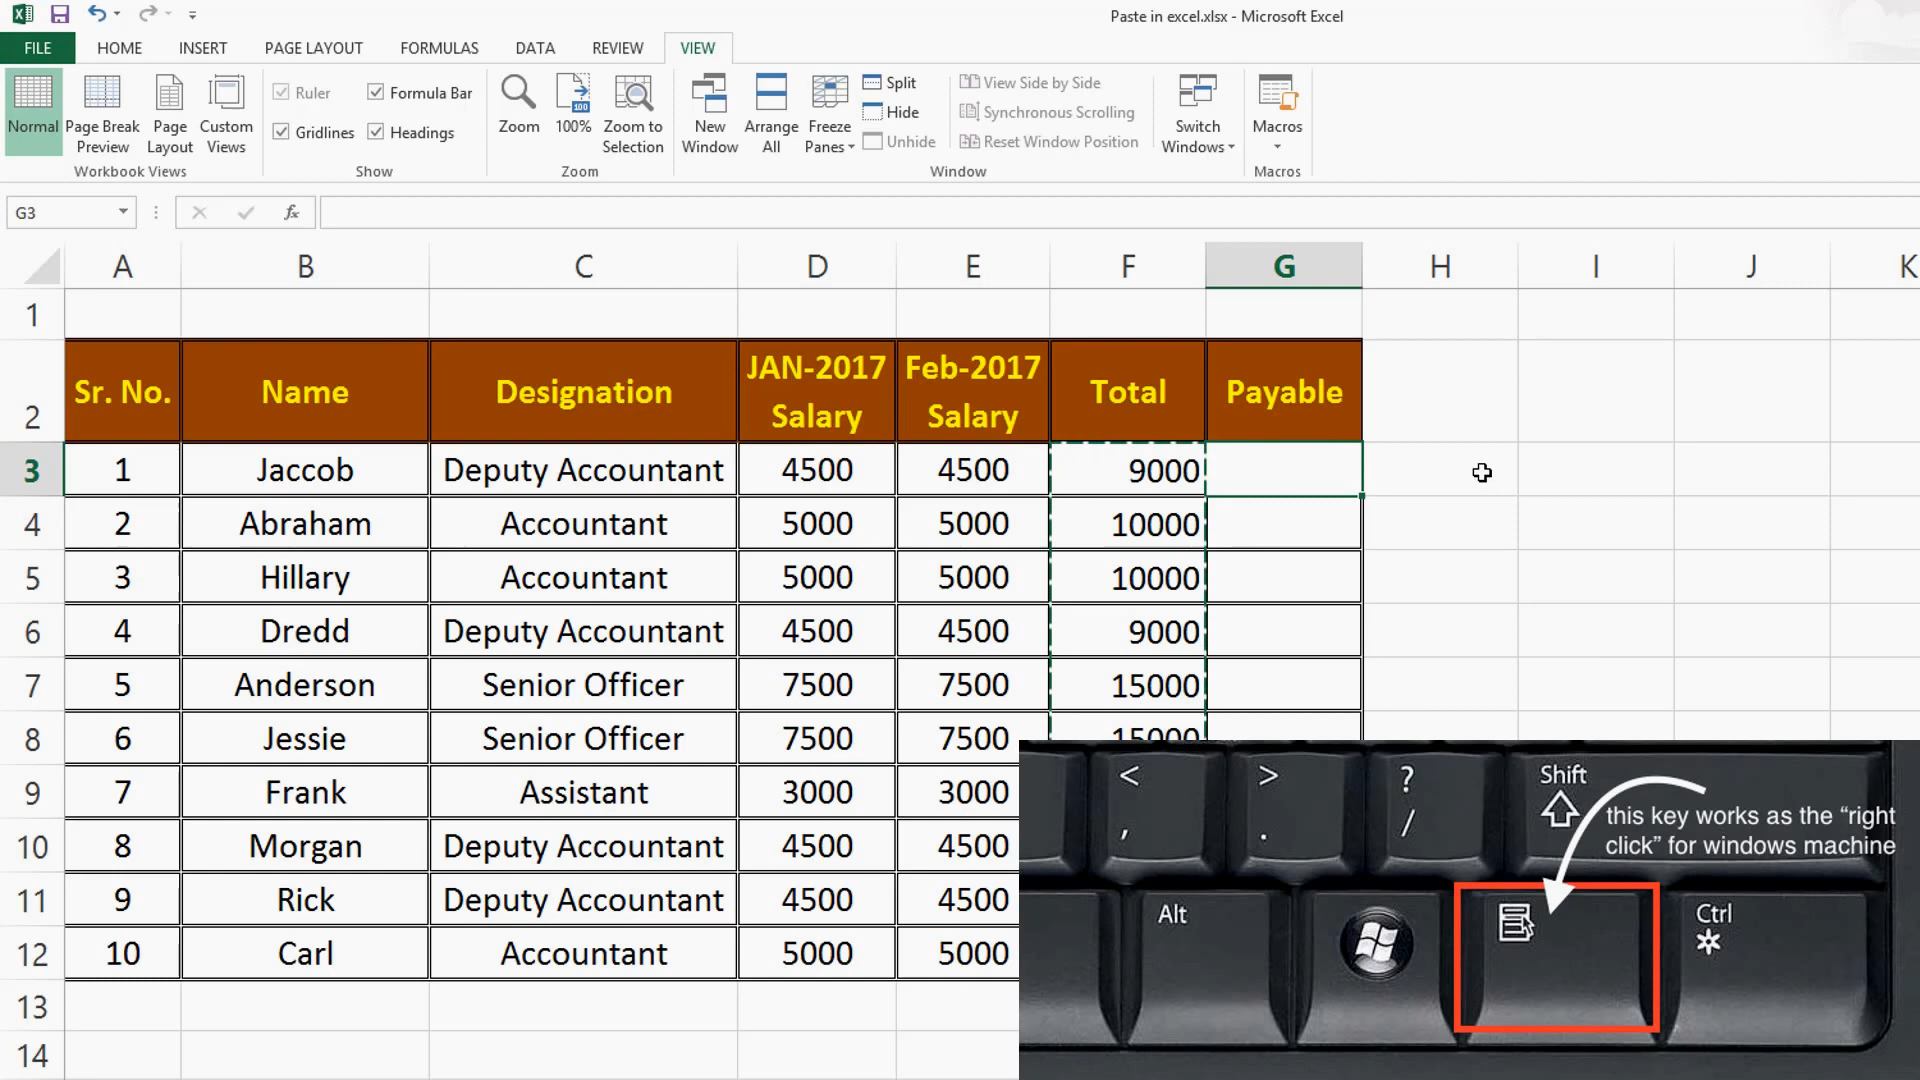 Paste in excel.xlsx - Microsoft Excel
FILE HOME INSERT PAGE LAYOUT FORMULAS DATA REVIEW VIEW
Normal
Page Break Preview
Page Layout
Custom Views
Workbook Views
Ruler
Formula Bar
Gridlines
Headings
Show
Zoom
100
100%
Zoom to Selection
Zoom
New Window
Arrange All
Freeze Panes
Split
Hide
Unhide
View Side by Side
Synchronous Scrolling
Reset Window Position
Window
Switch Windows
Macros
Macros
G3
fx
A B C D E F G H I J K
1
2 Sr. No. Name Designation JAN-2017 Salary Feb-2017 Salary Total Payable
3 1 Jaccob Deputy Accountant 4500 4500 9000
4 2 Abraham Accountant 5000 5000 10000
5 3 Hillary Accountant 5000 5000 10000
6 4 Dredd Deputy Accountant 4500 4500 9000
7 5 Anderson Senior Officer 7500 7500 15000
8 6 Jessie Senior Officer 7500 7500 15000
9 7 Frank Assistant 3000 3000
10 8 Morgan Deputy Accountant 4500 4500
11 9 Rick Deputy Accountant 4500 4500
12 10 Carl Accountant 5000 5000
13
14
< ,
> .
? /
Shift
this key works as the “right
click” for windows machine
Alt
Ctrl